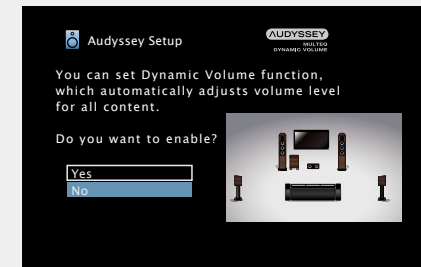 Audyssey Setup
AUDYSSEY
MULTEQ
DYNAMIC VOLUME
You can set Dynamic Volume function,
which automatically adjusts volume level
for all content.
Do you want to enable?
Yes
No